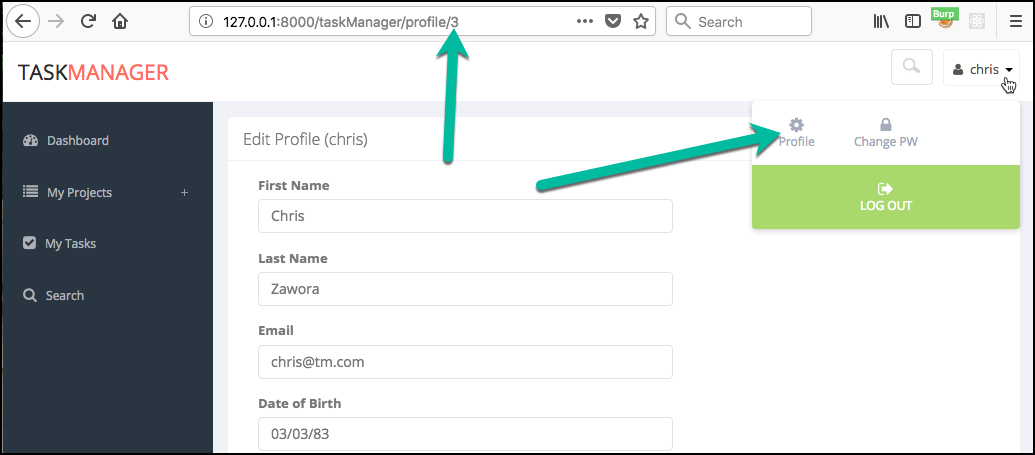 127.0.0.1:8000/taskManager/profile/3
Search
Burp
TASKMANAGER
chris
Dashboard
My Projects +
My Tasks
Search
Edit Profile (chris)
Profile
Change PW
LOG OUT
First Name
Chris
Last Name
Zawora
Email
chris@tm.com
Date of Birth
03/03/83